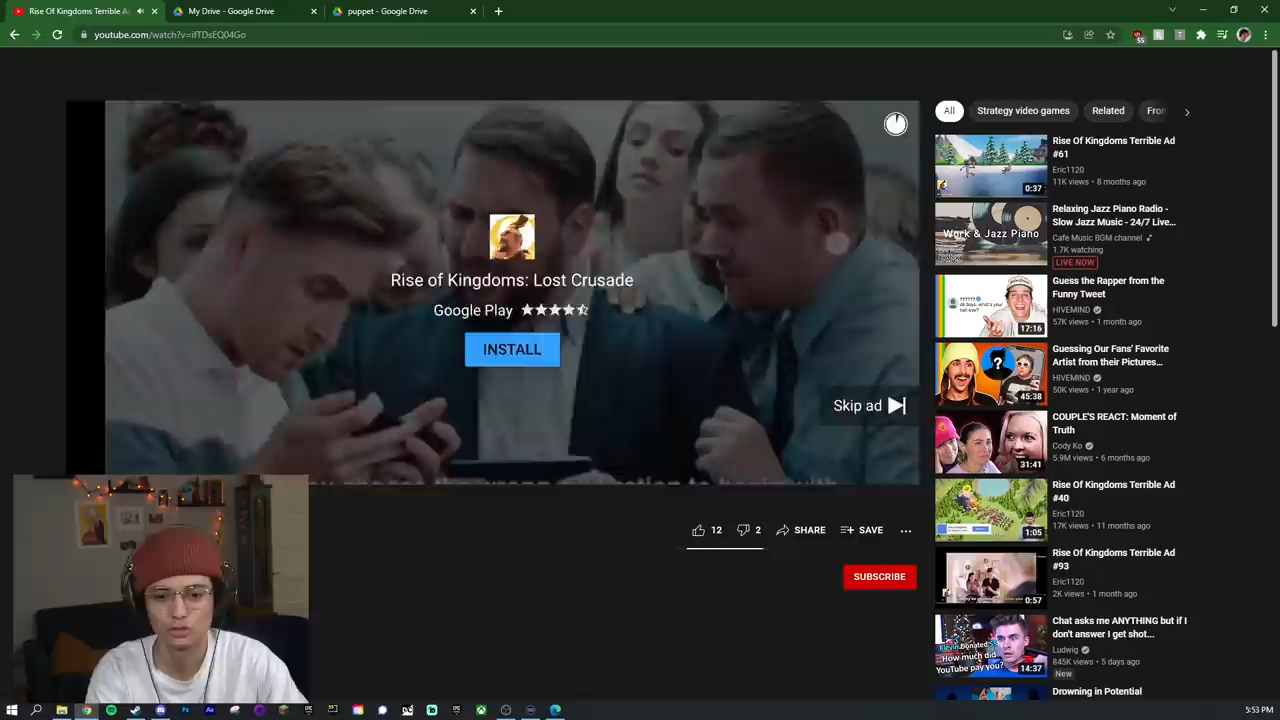 Rise Of Kingdoms Terrible A
My Drive - Google Drive
puppet - Google Drive
youtube.com/watch?v=ifTDsEQ04Go
55
All
Strategy video games
Related
Fror
Rise of Kingdoms: Lost Crusade
Google Play
INSTALL
Skip ad
12
2
SHARE
SAVE
SUBSCRIBE
0:37
Rise Of Kingdoms Terrible Ad
#61
Eric1120
11K views • 8 months ago
Work & Jazz Piano
Relaxing Jazz Piano Radio -
Slow Jazz Music - 24/7 Live...
Cafe Music BGM channel
1.7K watching
LIVE NOW
17:16
Guess the Rapper from the
Funny Tweet
HIVEMIND
57K views • 1 month ago
45:38
Guessing Our Fans' Favorite
Artist from their Pictures...
HIVEMIND
50K views • 1 year ago
31:41
COUPLE'S REACT: Moment of
Truth
Cody Ko
5.9M views • 6 months ago
1:05
Rise Of Kingdoms Terrible Ad
#40
Eric1120
17K views • 11 months ago
0:57
Rise Of Kingdoms Terrible Ad
#93
Eric1120
2K views • 1 month ago
How much did
YouTube pay you?
14:37
Chat asks me ANYTHING but if I
don't answer I get shot...
Ludwig
845K views • 5 days ago
New
Drowning in Potential
5:53 PM